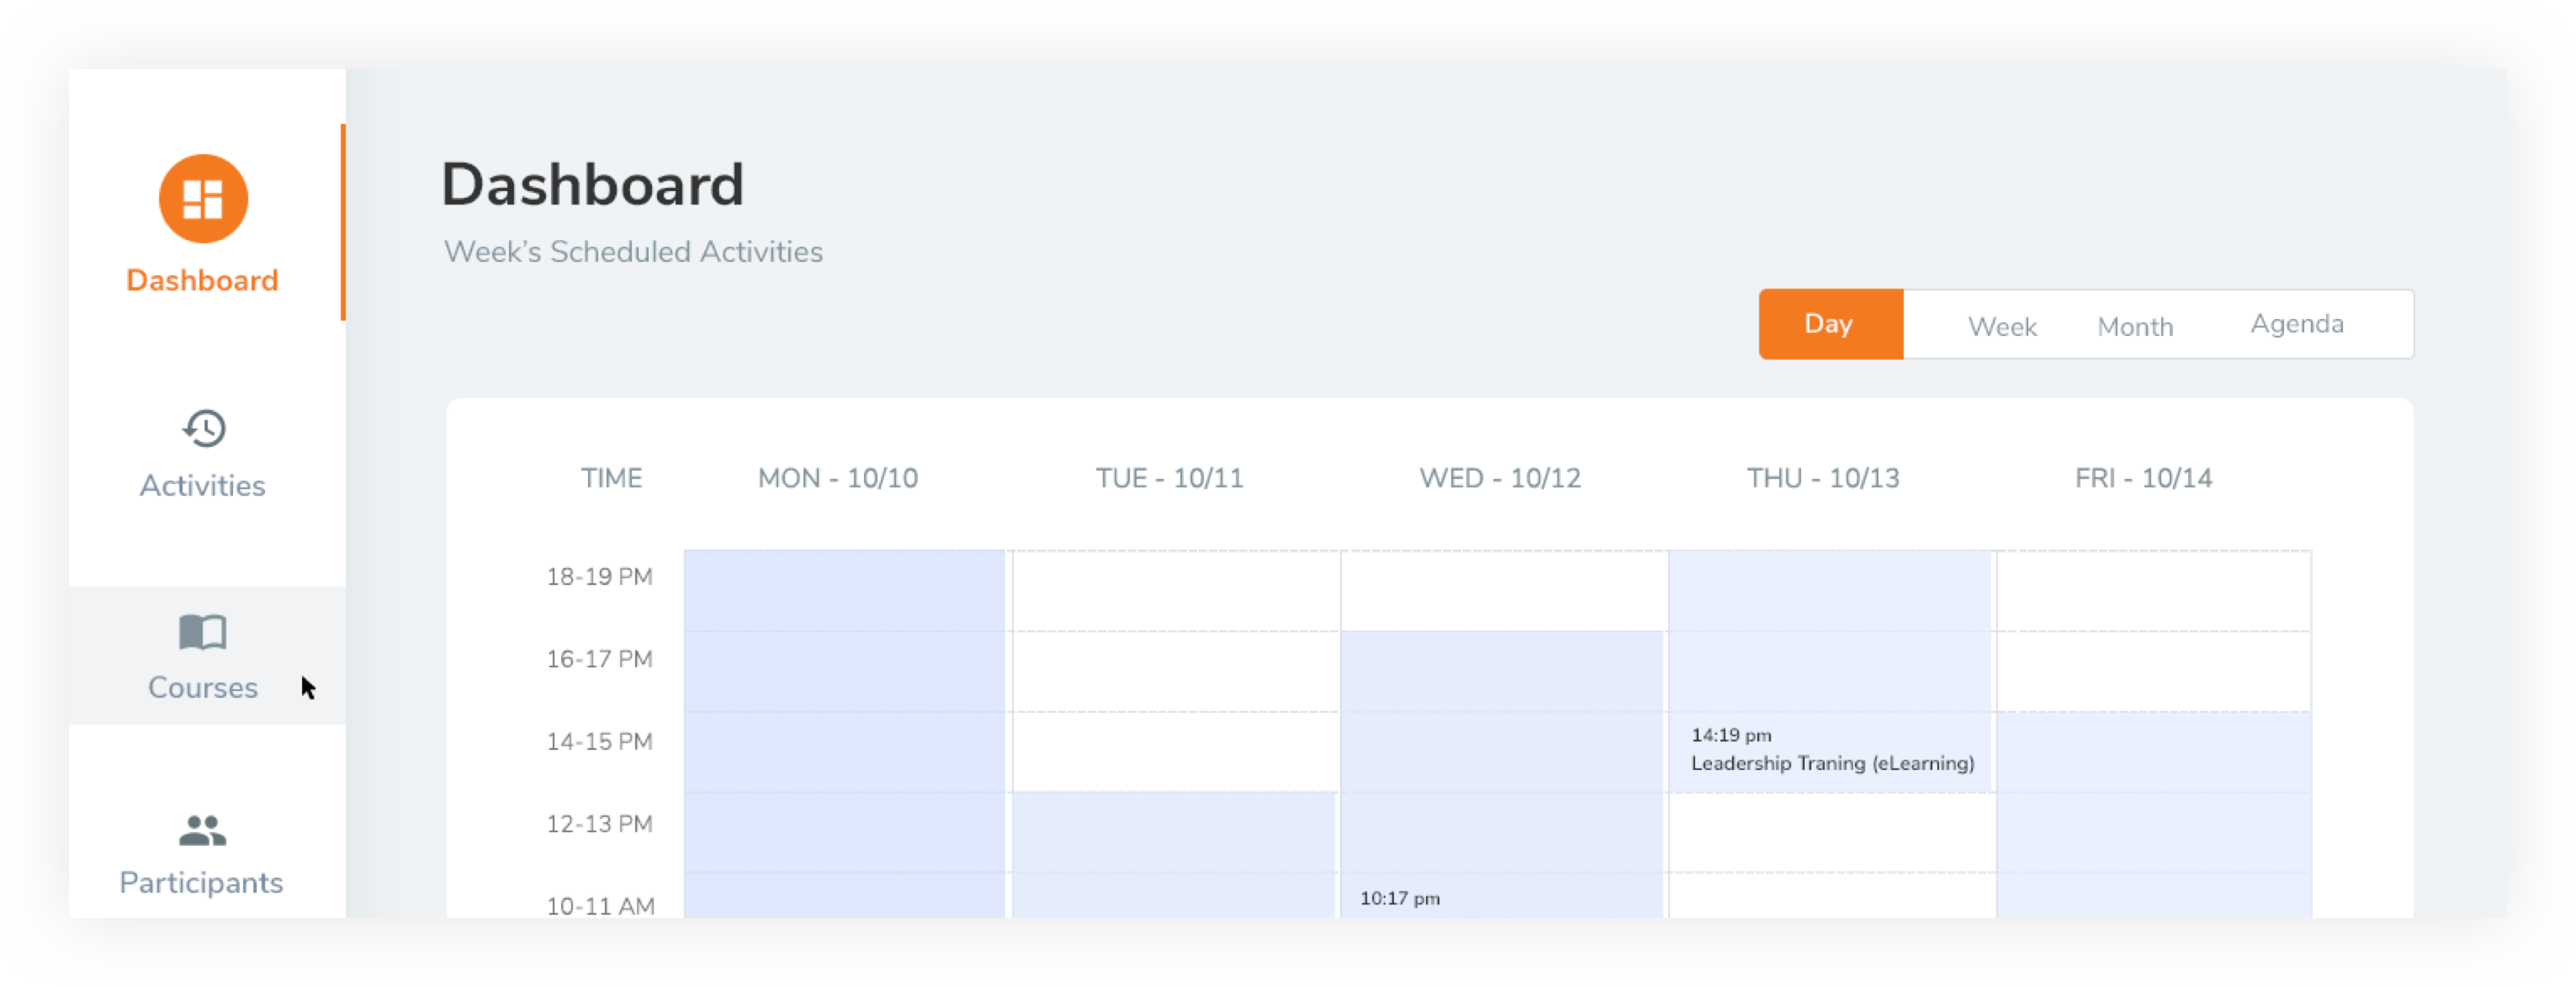 Dashboard
Activities
Courses
Participants
Dashboard
Week's Scheduled Activities
Day Week Month Agenda
TIME MON - 10/10 TUE - 10/11 WED - 10/12 THU - 10/13 FRI - 10/14
18-19 PM
16-17 PM
14-15 PM
14:19 pm
Leadership Traning (eLearning)
12-13 PM
10-11 AM
10:17 pm